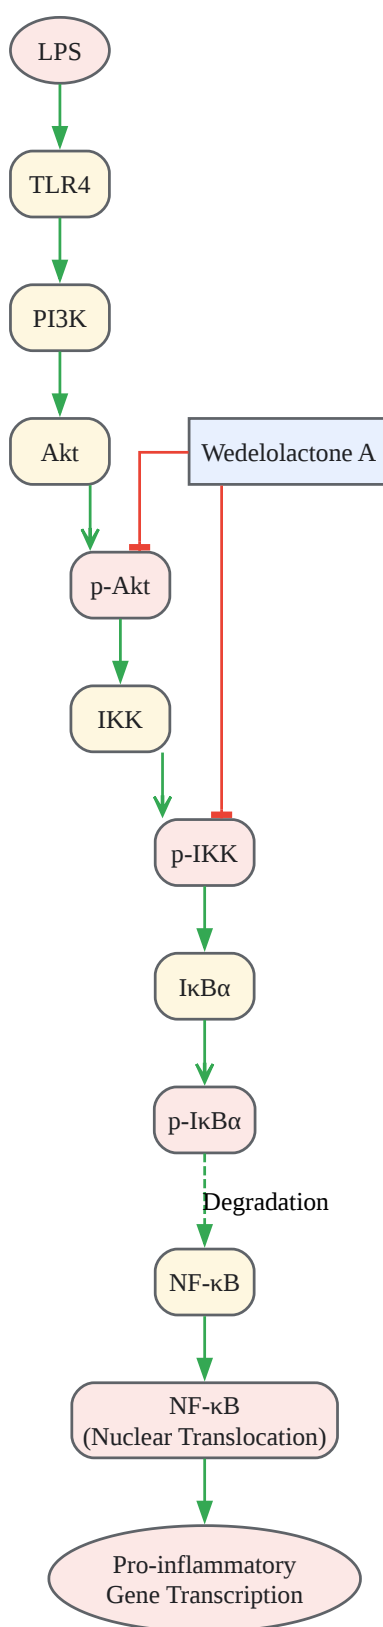 LPS
TLR4
PI3K
Akt
Wedelolactone A
p-Akt
IKK
p-IKK
IκBα
p-IκBα
Degradation
NF-κB
NF-κB
(Nuclear Translocation)
Pro-inflammatory
Gene Transcription